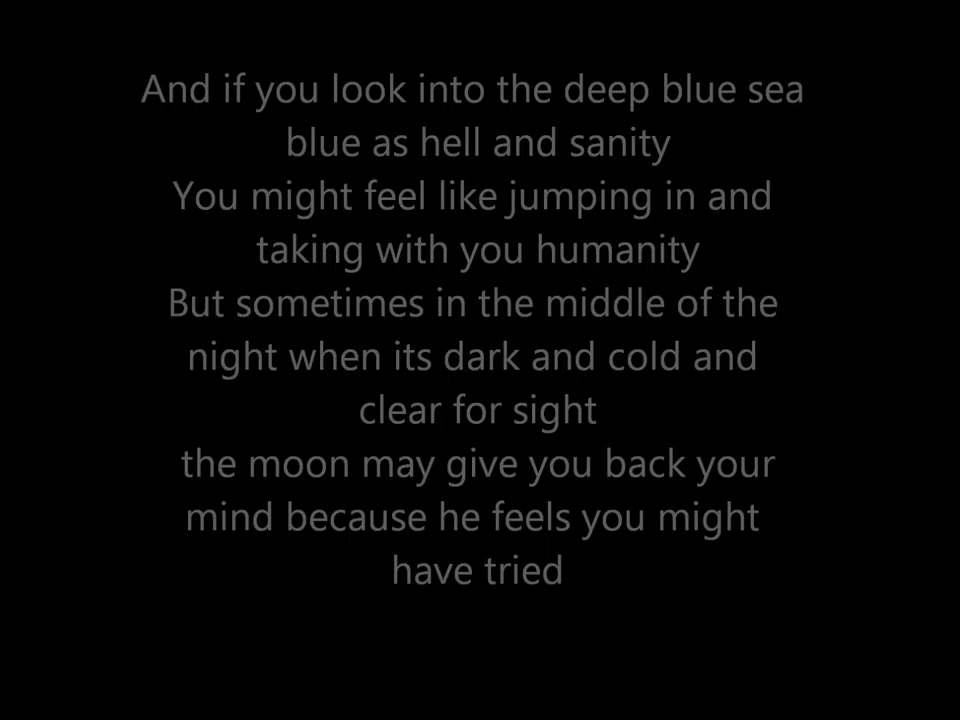 And if you look into the deep blue sea
blue as hell and sanity
You might feel like jumping in and
taking with you humanity
But sometimes in the middle of the
night when its dark and cold and
clear for sight
the moon may give you back your
mind because he feels you might
have tried